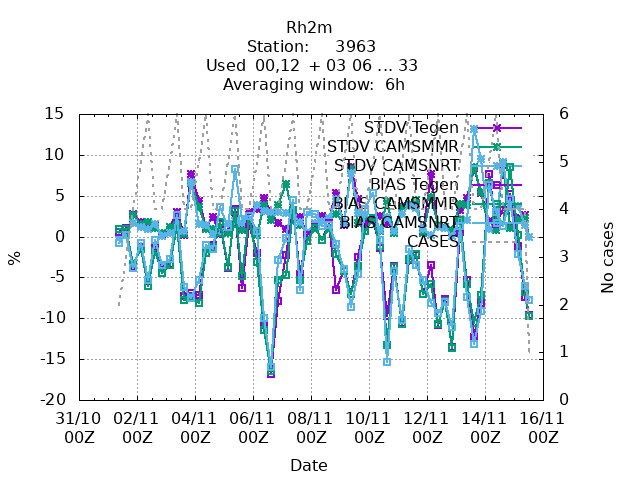 Rh2m
Station: 3963
Used 00,12 + 03 06 ... 33
Averaging window: 6h
15 6
STDV Tegen
STDV CAMSMMR
10 5
STDV CAMSNRT
BIAS Tegen
5 BIAS CAMSMMR 4
BIAS CAMSNRT
0 CASES
% 3 No cases
-5
-10 2
-15 1
-20 0
31/10 02/11 04/11 06/11 08/11 10/11 12/11 14/11 16/11
00Z 00Z 00Z 00Z 00Z 00Z 00Z 00Z 00Z
Date